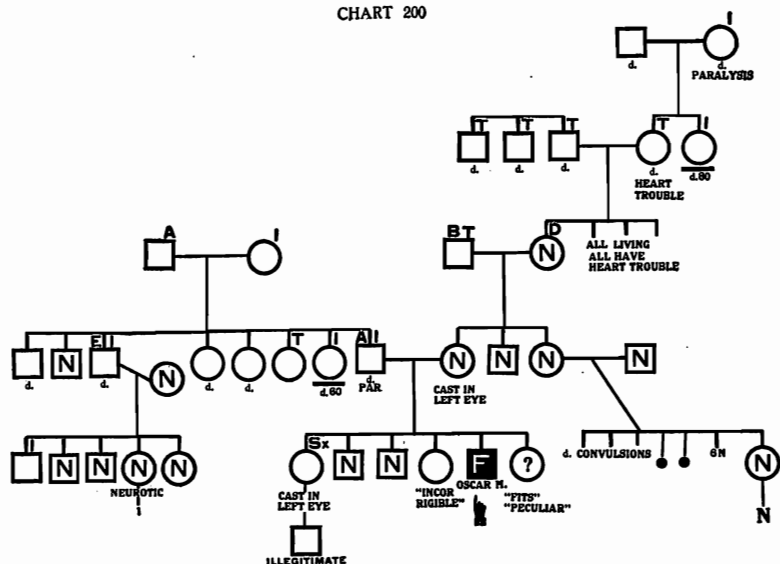 CHART 200
I
d. d.
PARALYSIS
T T T T I
d. d. d. d. d.80
HEART
TROUBLE
A I BT D
N ALL LIVING
ALL HAVE
HEART TROUBLE
E I T I A I
N N N N N N
d. d. d. d. d.60 d.
PAR
CAST IN
LEFT EYE
I Sx
N N N N N N F ? d. CONVULSIONS 6N N
NEUROTIC
I
CAST IN
LEFT EYE
"INCOR
RIGIBLE"
OSCAR M.
"FITS"
"PECULIAR"
N
ILLEGITIMATE